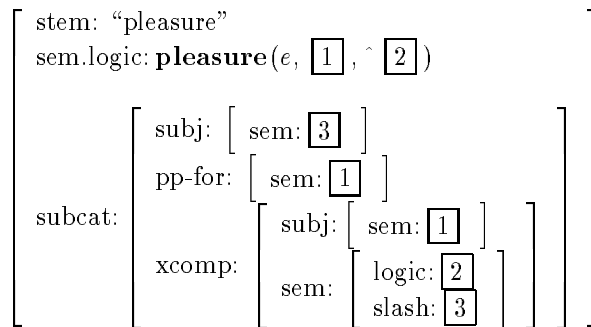 stem: “pleasure”
sem.logic: pleasure(e, 1 , ^ 2 )
subj: [ sem: 3 ]
pp-for: [ sem: 1 ]
subcat:
subj: [ sem: 1 ]
xcomp:
logic: 2
sem:
slash: 3